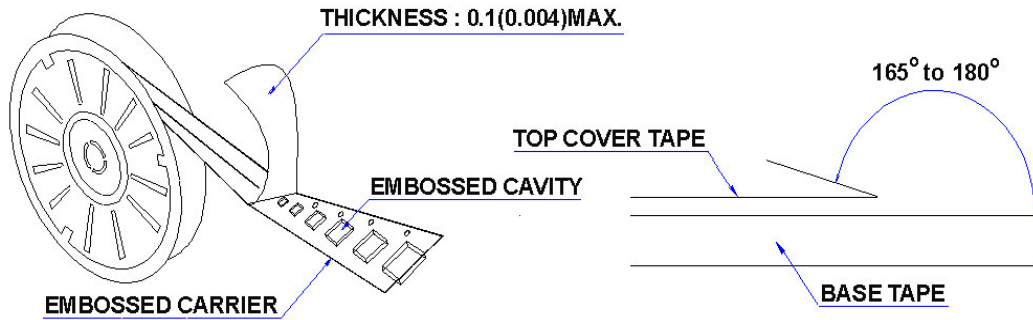 THICKNESS : 0.1(0.004)MAX.
165° to 180°
TOP COVER TAPE
EMBOSSED CAVITY
EMBOSSED CARRIER
BASE TAPE